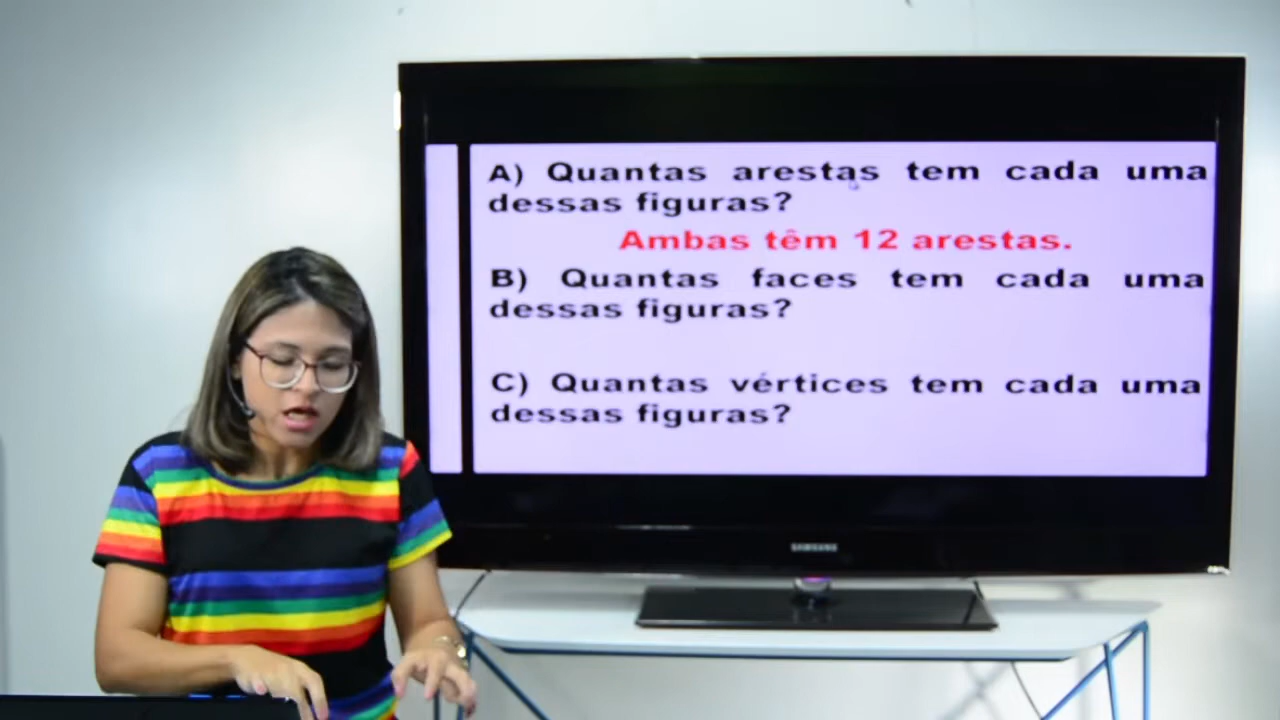 A) Quantas arestas tem cada uma
dessas figuras?
Ambas têm 12 arestas.
B) Quantas faces tem cada uma
dessas figuras?
C) Quantas vértices tem cada uma
dessas figuras?
SAMSUNG